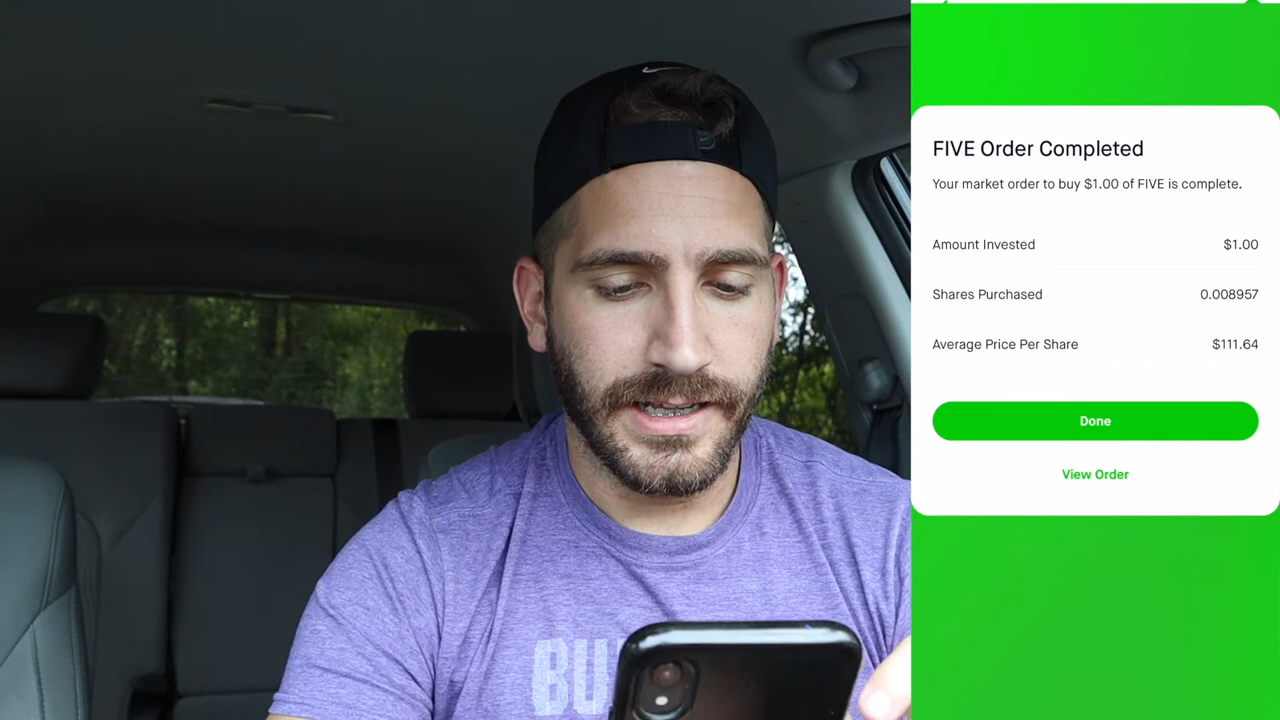 FIVE Order Completed
Your market order to buy $1.00 of FIVE is complete.
Amount Invested $1.00
Shares Purchased 0.008957
Average Price Per Share $111.64
Done
View Order
BU